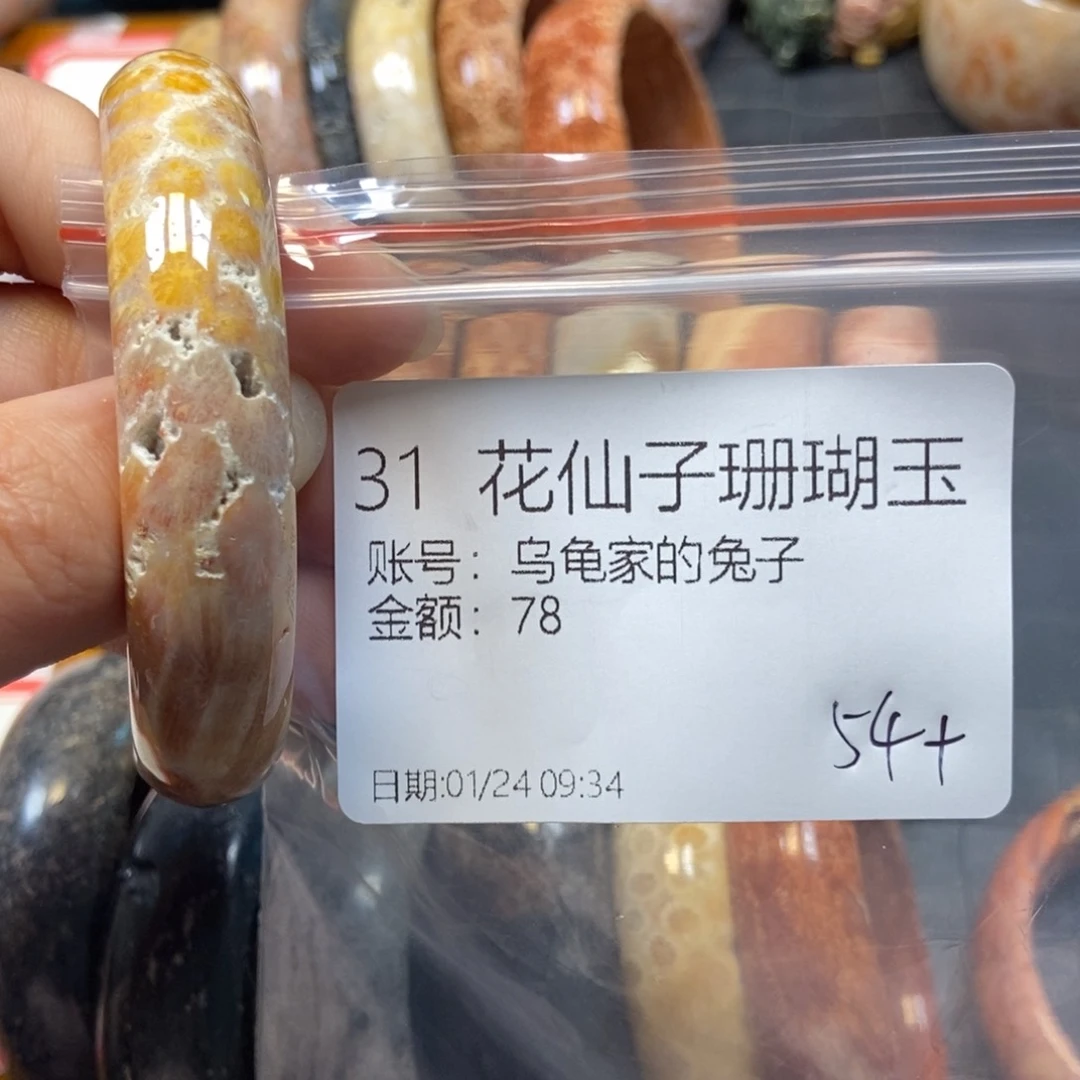 31 花仙子珊瑚玉
账号：乌龟家的兔子
金额：78
54+
日期:01/24 09:34